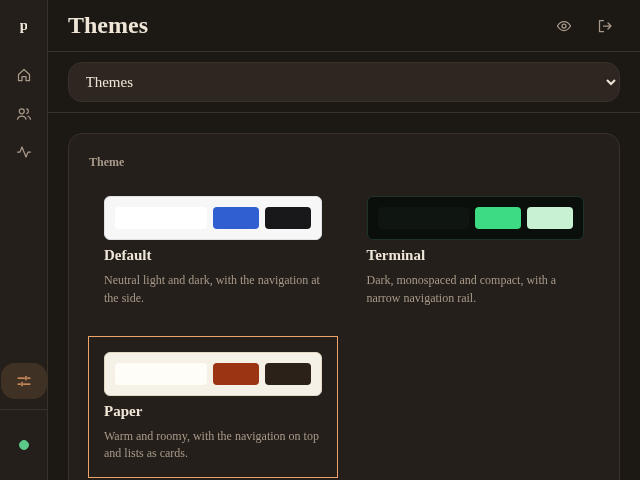 p
Themes
Themes
Theme
Default
Neutral light and dark, with the navigation at
the side.
Terminal
Dark, monospaced and compact, with a
narrow navigation rail.
Paper
Warm and roomy, with the navigation on top
and lists as cards.